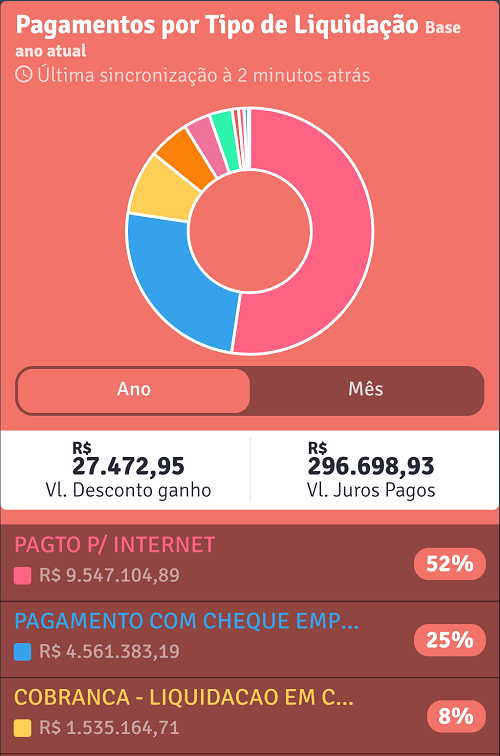 Pagamentos por Tipo de Liquidação Base
ano atual
Última sincronização à 2 minutos atrás
Ano
Mês
R$
27.472,95
Vl. Desconto ganho
R$
296.698,93
Vl. Juros Pagos
PAGTO P/ INTERNET
R$ 9.547.104,89
52%
PAGAMENTO COM CHEQUE EMP...
R$ 4.561.383,19
25%
COBRANCA - LIQUIDACAO EM C...
R$ 1.535.164,71
8%